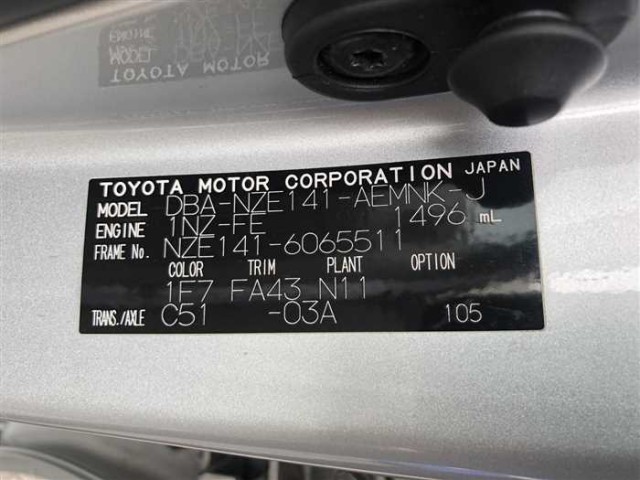 TOYOTA MOTOR CORPORATION JAPAN
MODEL DBA-NZE141-AEMNK-J
ENGINE 1NZ-FE 1496 mL
FRAME NO. NZE141-6065511
COLOR TRIM PLANT OPTION
1F7 FA43 N11
TRANS./AXLE C51 -03A 105